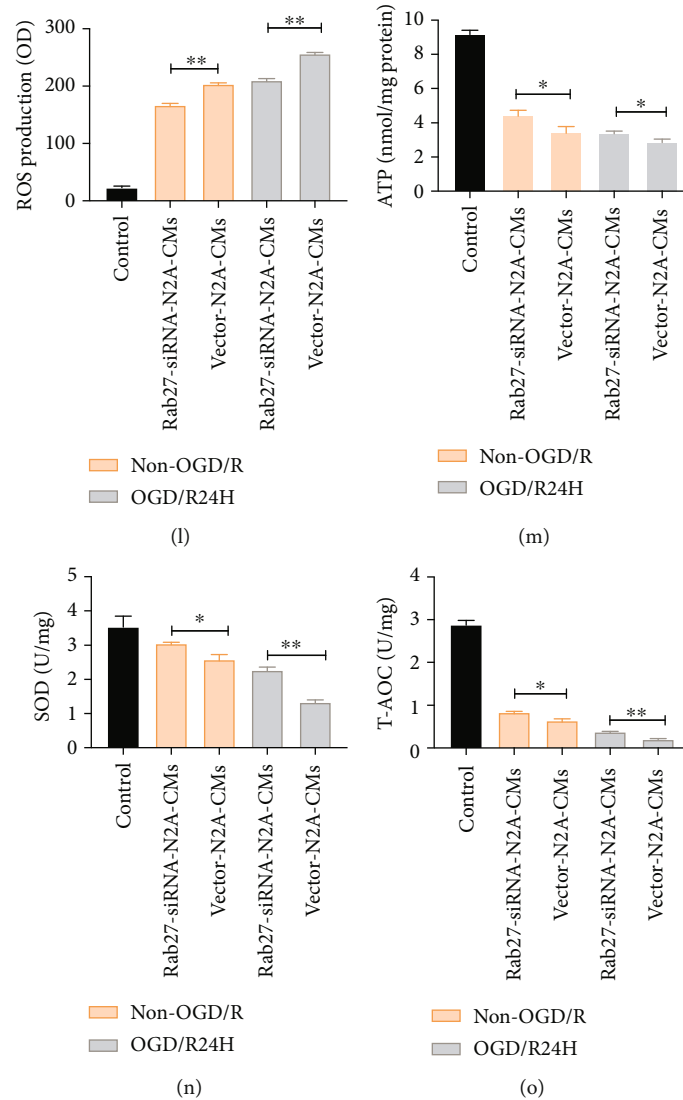 ROS production (OD)
300
200
100
0
**
**
Control
Rab27-siRNA-N2A-CMs
Vector-N2A-CMs
Rab27-siRNA-N2A-CMs
Vector-N2A-CMs
Non-OGD/R
OGD/R24H
(l)
ATP (nmol/mg protein)
10
8
6
4
2
0
*
*
Control
Rab27-siRNA-N2A-CMs
Vector-N2A-CMs
Rab27-siRNA-N2A-CMs
Vector-N2A-CMs
Non-OGD/R
OGD/R24H
(m)
SOD (U/mg)
5
4
3
2
1
0
*
**
Control
Rab27-siRNA-N2A-CMs
Vector-N2A-CMs
Rab27-siRNA-N2A-CMs
Vector-N2A-CMs
Non-OGD/R
OGD/R24H
(n)
T-AOC (U/mg)
4
3
2
1
0
*
**
Control
Rab27-siRNA-N2A-CMs
Vector-N2A-CMs
Rab27-siRNA-N2A-CMs
Vector-N2A-CMs
Non-OGD/R
OGD/R24H
(o)